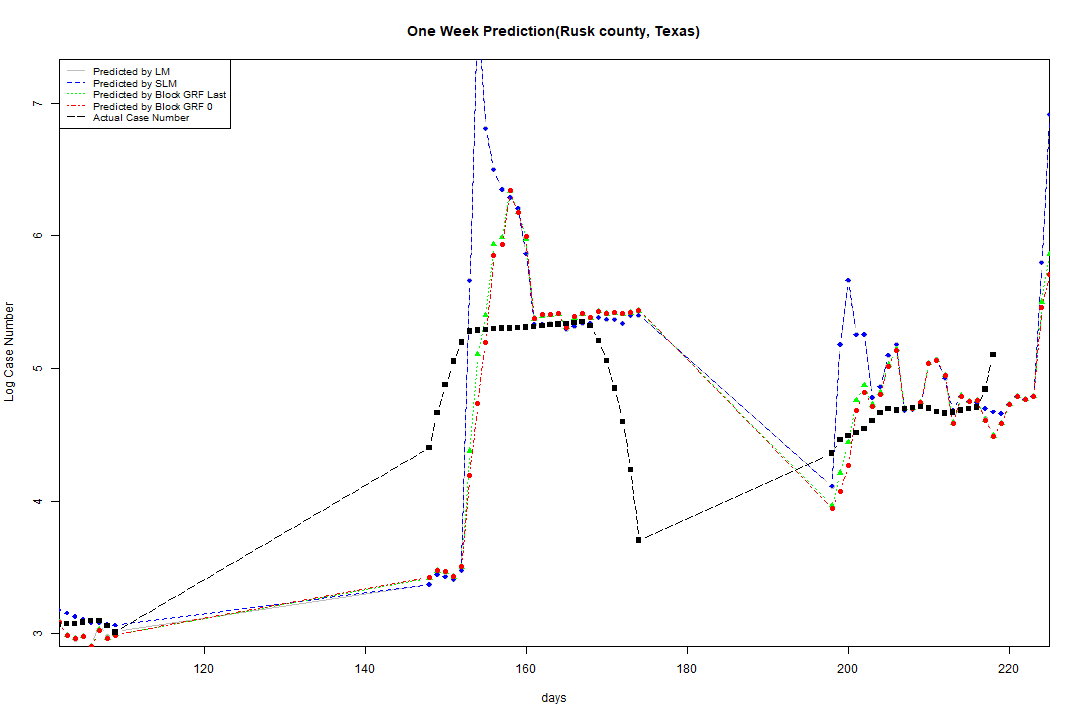 One Week Prediction(Rusk county, Texas)
Predicted by LM
Predicted by SLM
Predicted by Block GRF Last
Predicted by Block GRF 0
Actual Case Number
7
6
5
4
3
Log Case Number
120 140 160 180 200 220
days